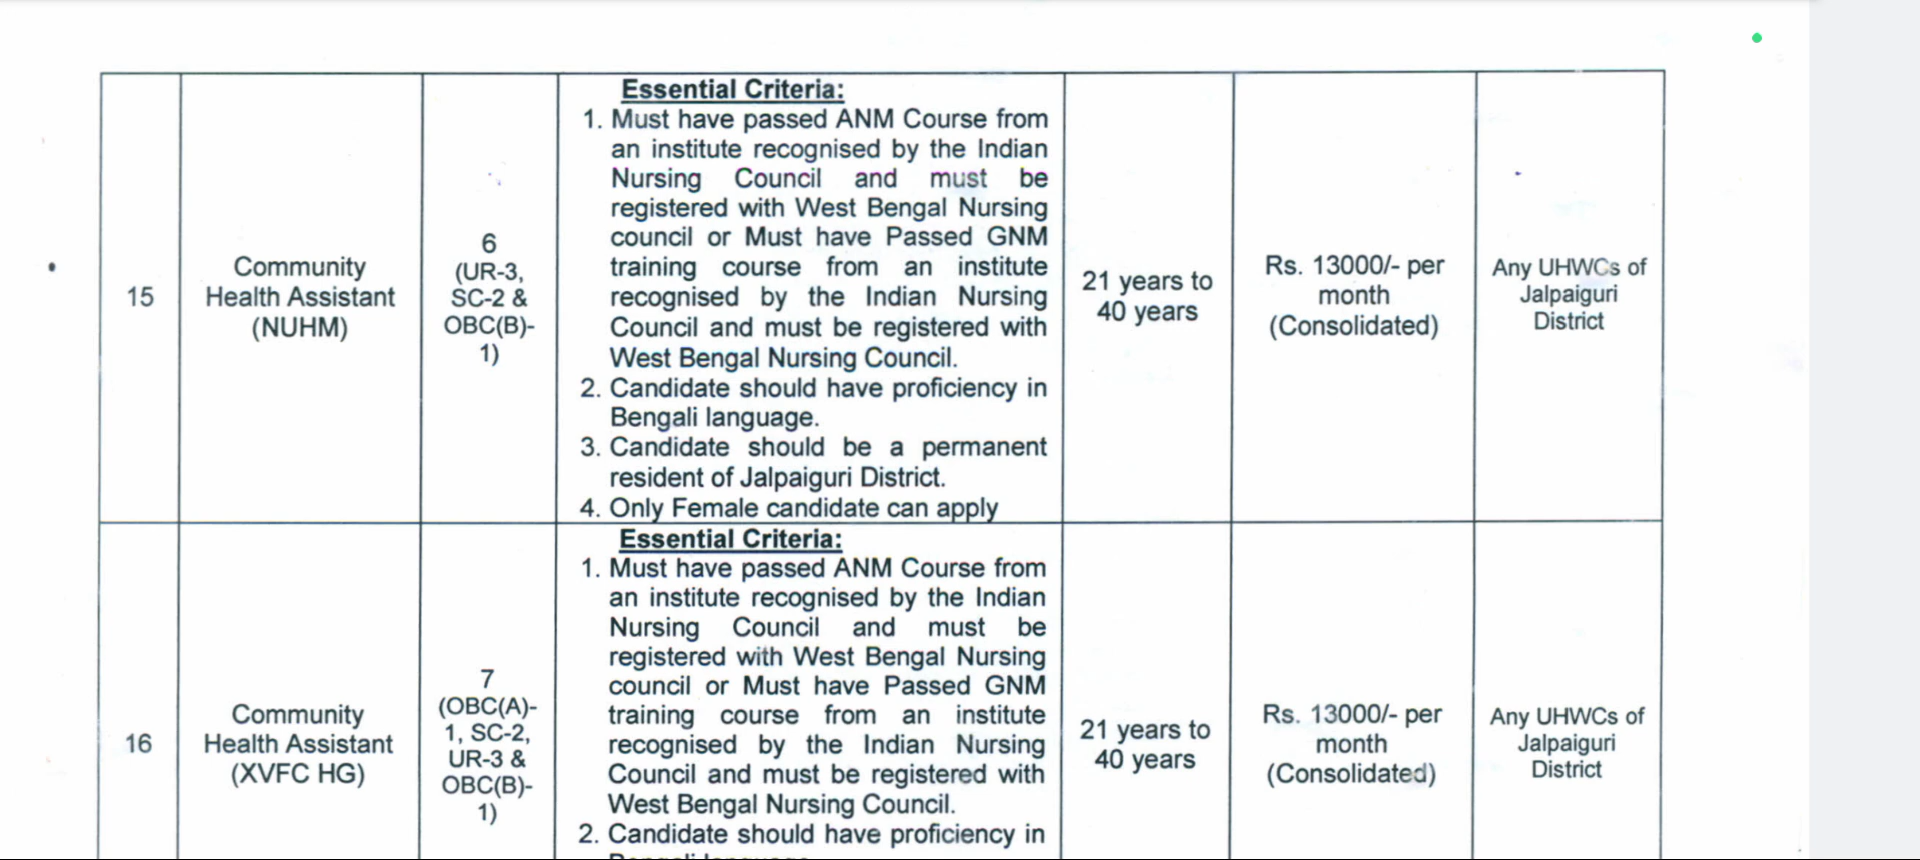 15
Community
Health Assistant
(NUHM)
6
(UR-3,
SC-2 &
OBC(B)-
1)
Essential Criteria:
1. Must have passed ANM Course from
an institute recognised by the Indian
Nursing Council and must be
registered with West Bengal Nursing
council or Must have Passed GNM
training course from an institute
recognised by the Indian Nursing
Council and must be registered with
West Bengal Nursing Council.
2. Candidate should have proficiency in
Bengali language.
3. Candidate should be a permanent
resident of Jalpaiguri District.
4. Only Female candidate can apply
21 years to
40 years
Rs. 13000/- per
month
(Consolidated)
Any UHWCs of
Jalpaiguri
District
16
Community
Health Assistant
(XVFC HG)
7
(OBC(A)-
1, SC-2,
UR-3 &
OBC(B)-
1)
Essential Criteria:
1. Must have passed ANM Course from
an institute recognised by the Indian
Nursing Council and must be
registered with West Bengal Nursing
council or Must have Passed GNM
training course from an institute
recognised by the Indian Nursing
Council and must be registered with
West Bengal Nursing Council.
2. Candidate should have proficiency in
21 years to
40 years
Rs. 13000/- per
month
(Consolidated)
Any UHWCs of
Jalpaiguri
District